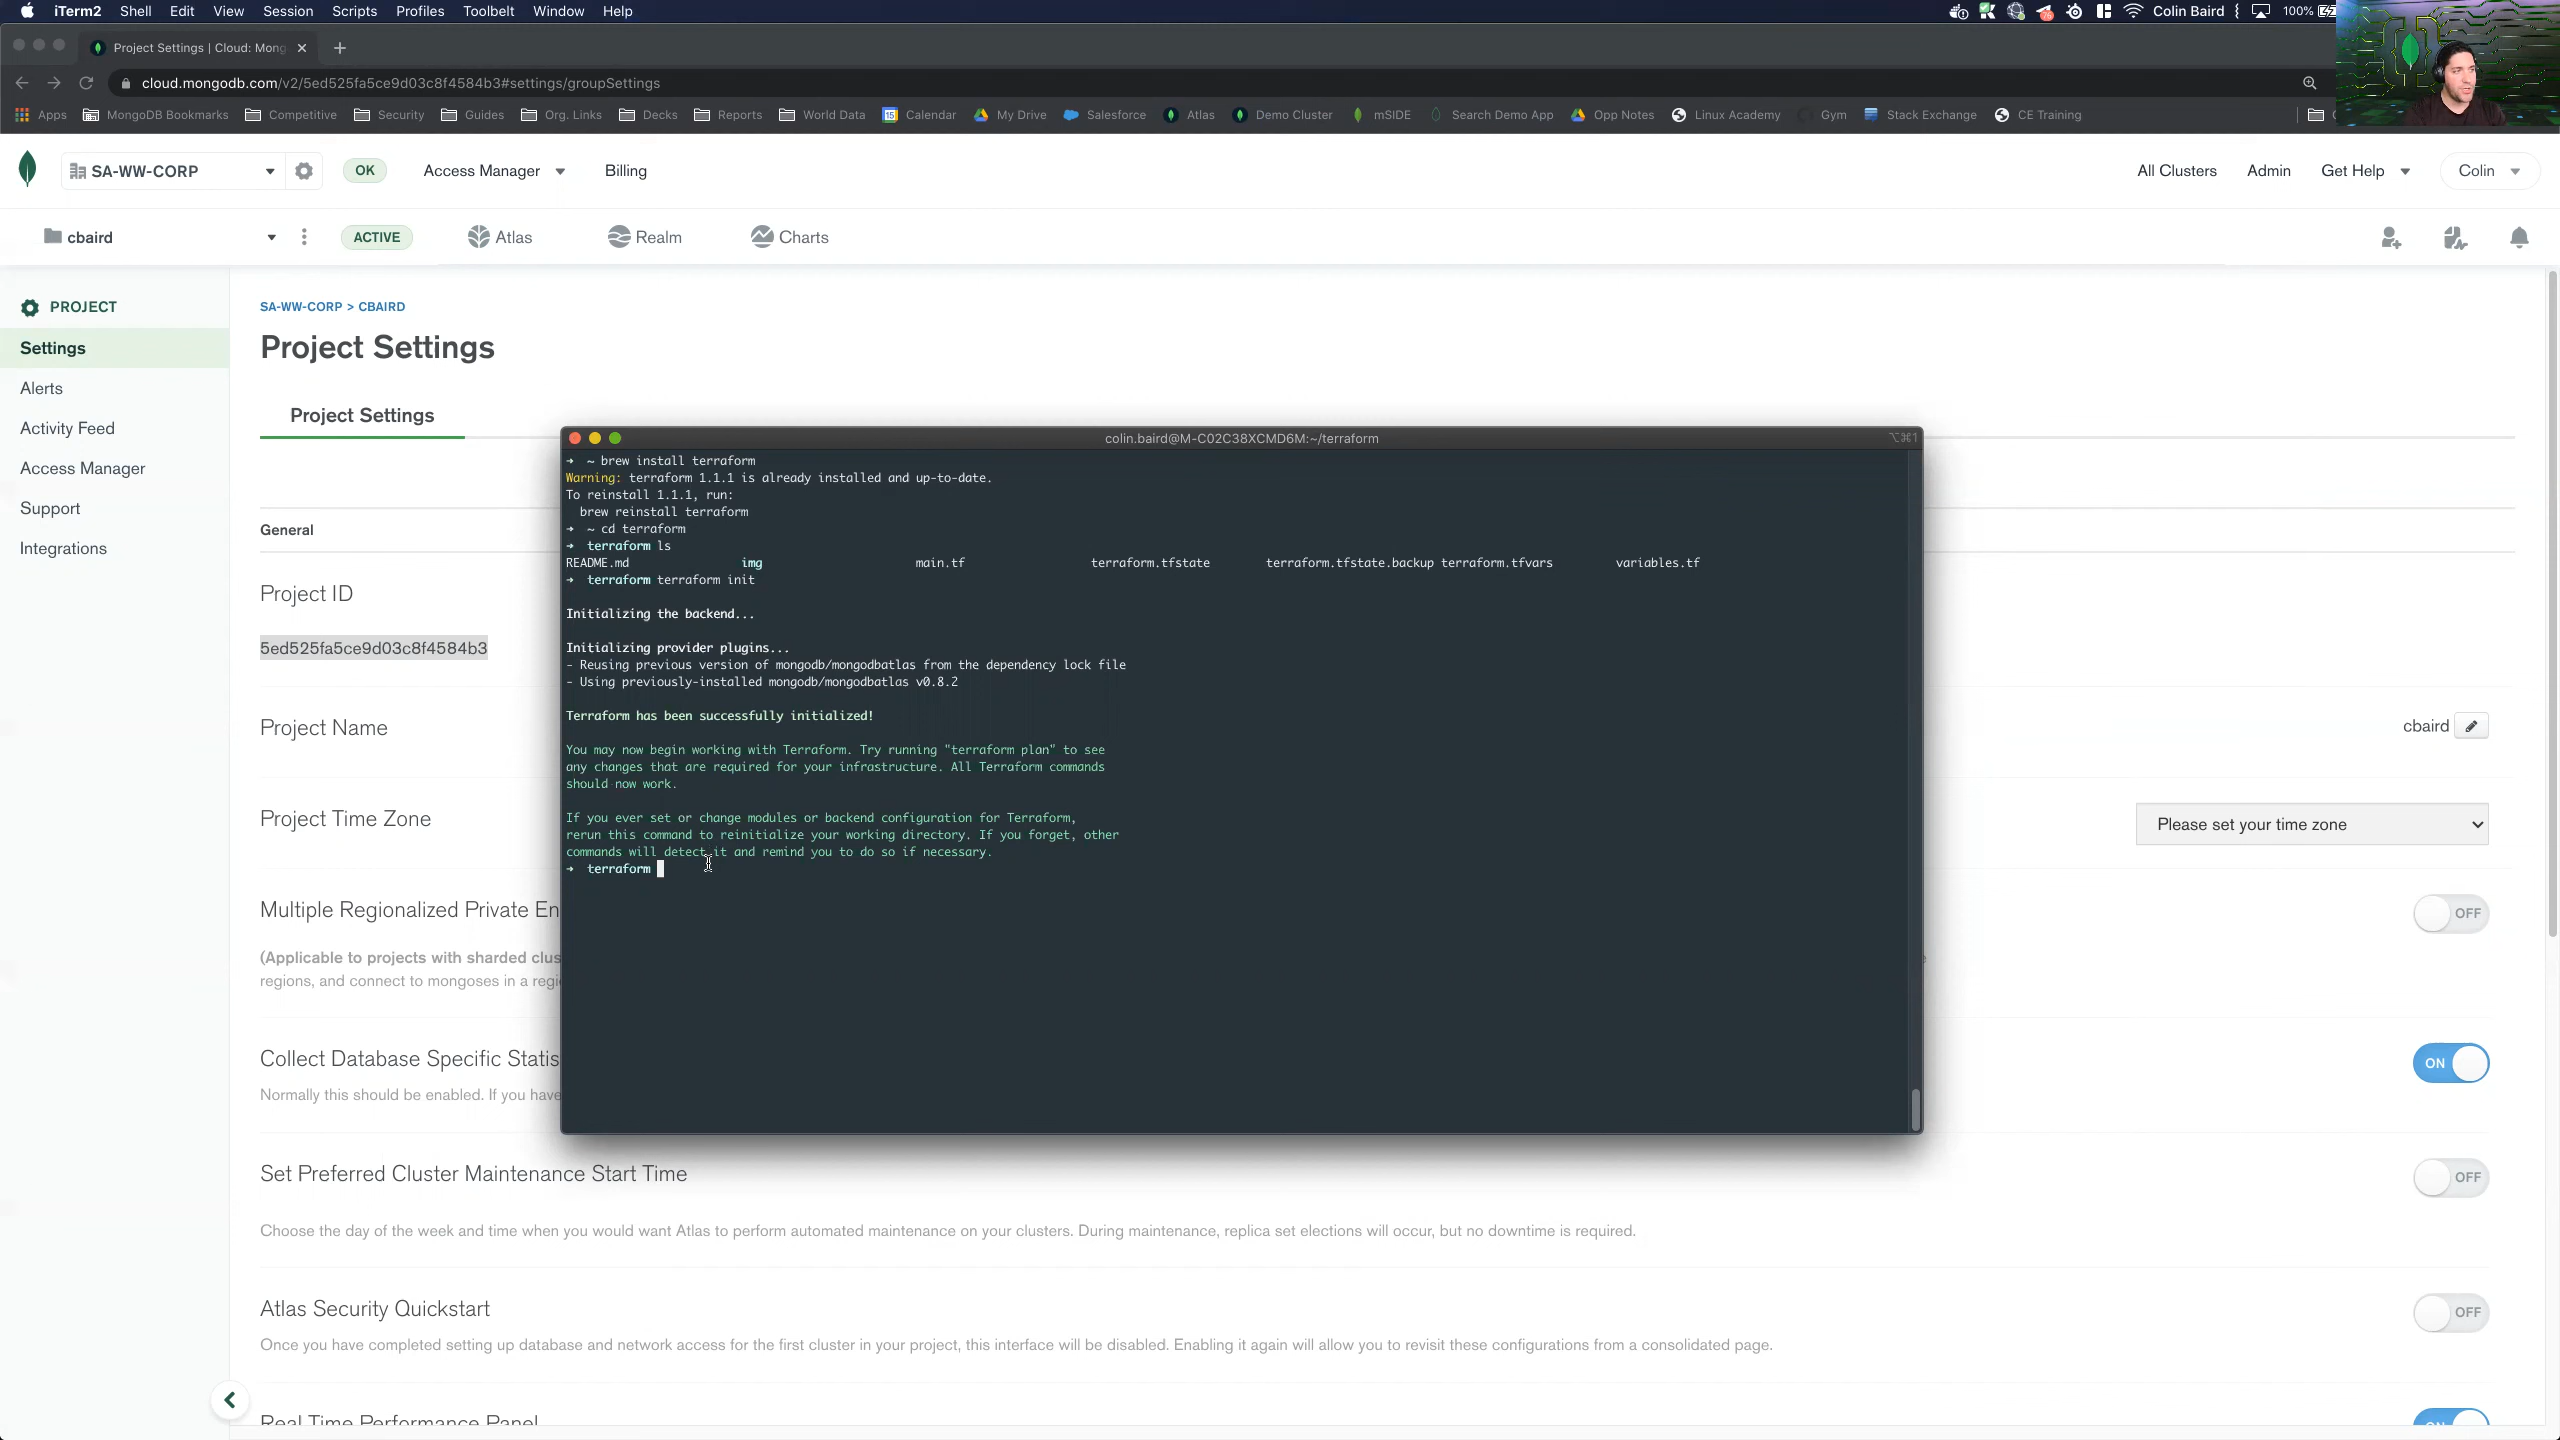 iTerm2 Shell Edit View Session Scripts Profiles Toolbelt Window Help
Colin Baird 100%
Project Settings | Cloud: Mong
cloud.mongodb.com/v2/5ed525fa5ce9d03c8f4584b3#settings/groupSettings
Apps MongoDB Bookmarks Competitive Security Guides Org. Links Decks Reports World Data Calendar My Drive Salesforce Atlas Demo Cluster mSIDE Search Demo App Opp Notes Linux Academy Gym Stack Exchange CE Training
SA-WW-CORP OK Access Manager Billing All Clusters Admin Get Help Colin
cbaird ACTIVE Atlas Realm Charts
PROJECT
Settings
Alerts
Activity Feed
Access Manager
Support
Integrations
SA-WW-CORP > CBAIRD
Project Settings
Project Settings
General
Project ID
5ed525fa5ce9d03c8f4584b3
Project Name
cbaird
Project Time Zone
Please set your time zone
Multiple Regionalized Private En
OFF
(Applicable to projects with sharded clus
regions, and connect to mongoses in a regi
Collect Database Specific Statis
ON
Normally this should be enabled. If you have
Set Preferred Cluster Maintenance Start Time
OFF
Choose the day of the week and time when you would want Atlas to perform automated maintenance on your clusters. During maintenance, replica set elections will occur, but no downtime is required.
Atlas Security Quickstart
OFF
Once you have completed setting up database and network access for the first cluster in your project, this interface will be disabled. Enabling it again will allow you to revisit these configurations from a consolidated page.
Real Time Performance Panel
ON
colin.baird@M-C02C38XCMD6M:~/terraform
⌥⌘1
➜ ~ brew install terraform
Warning: terraform 1.1.1 is already installed and up-to-date.
To reinstall 1.1.1, run:
brew reinstall terraform
➜ ~ cd terraform
➜ terraform ls
README.md img main.tf terraform.tfstate terraform.tfstate.backup terraform.tfvars variables.tf
➜ terraform terraform init
Initializing the backend...
Initializing provider plugins...
- Reusing previous version of mongodb/mongodbatlas from the dependency lock file
- Using previously-installed mongodb/mongodbatlas v0.8.2
Terraform has been successfully initialized!
You may now begin working with Terraform. Try running "terraform plan" to see
any changes that are required for your infrastructure. All Terraform commands
should now work.
If you ever set or change modules or backend configuration for Terraform,
rerun this command to reinitialize your working directory. If you forget, other
commands will detect it and remind you to do so if necessary.
➜ terraform